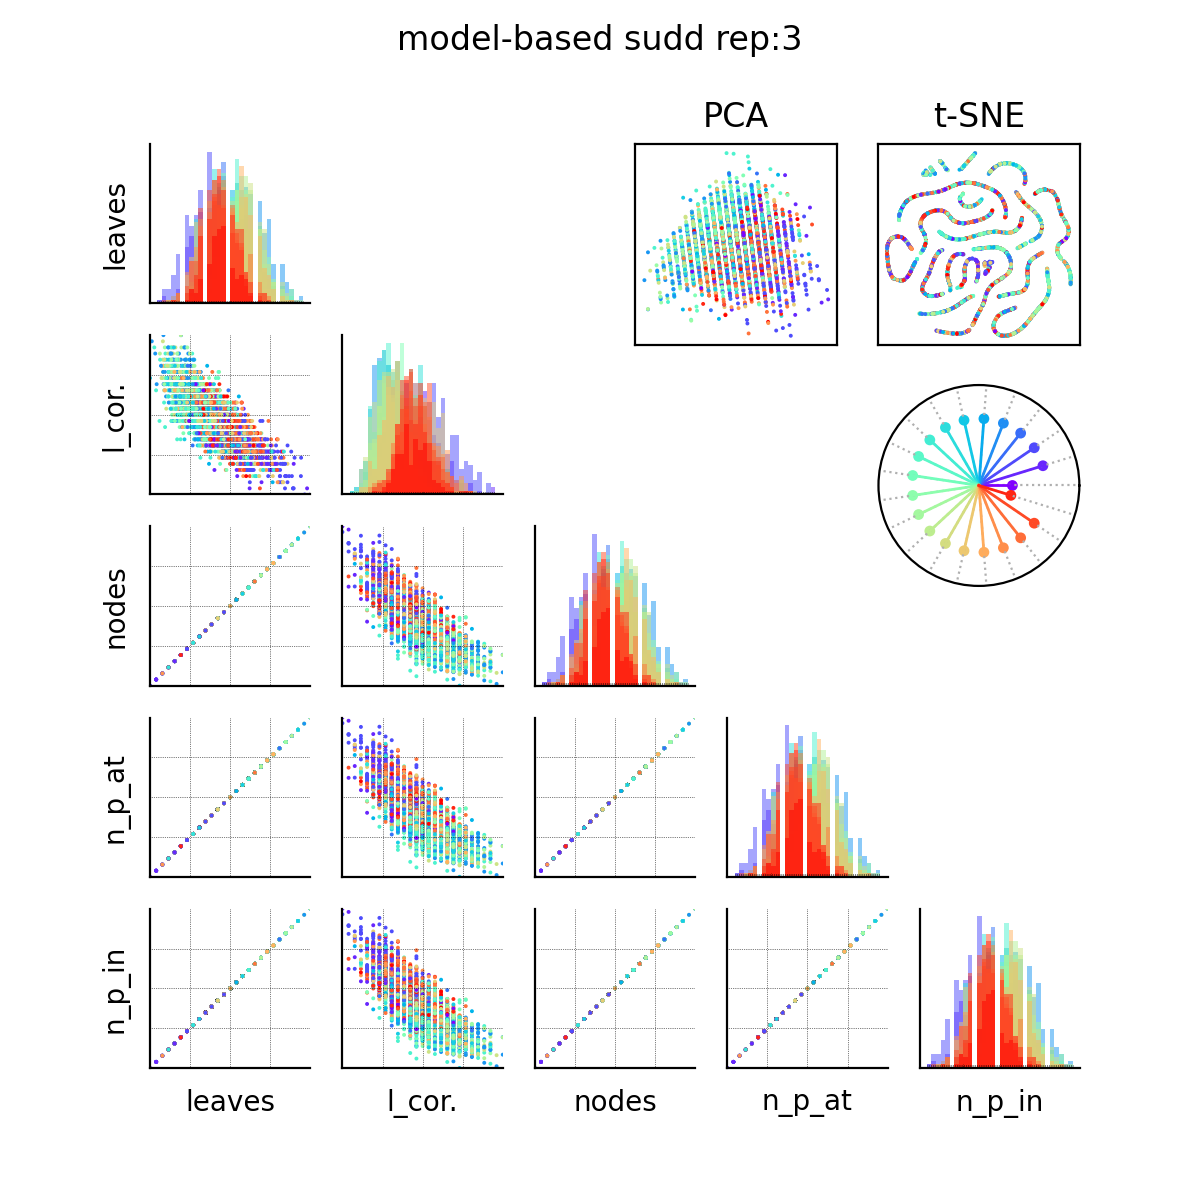 model-based sudd rep:3
PCA
t-SNE
leaves
l_cor.
nodes
n_p_at
n_p_in
leaves
l_cor.
nodes
n_p_at
n_p_in